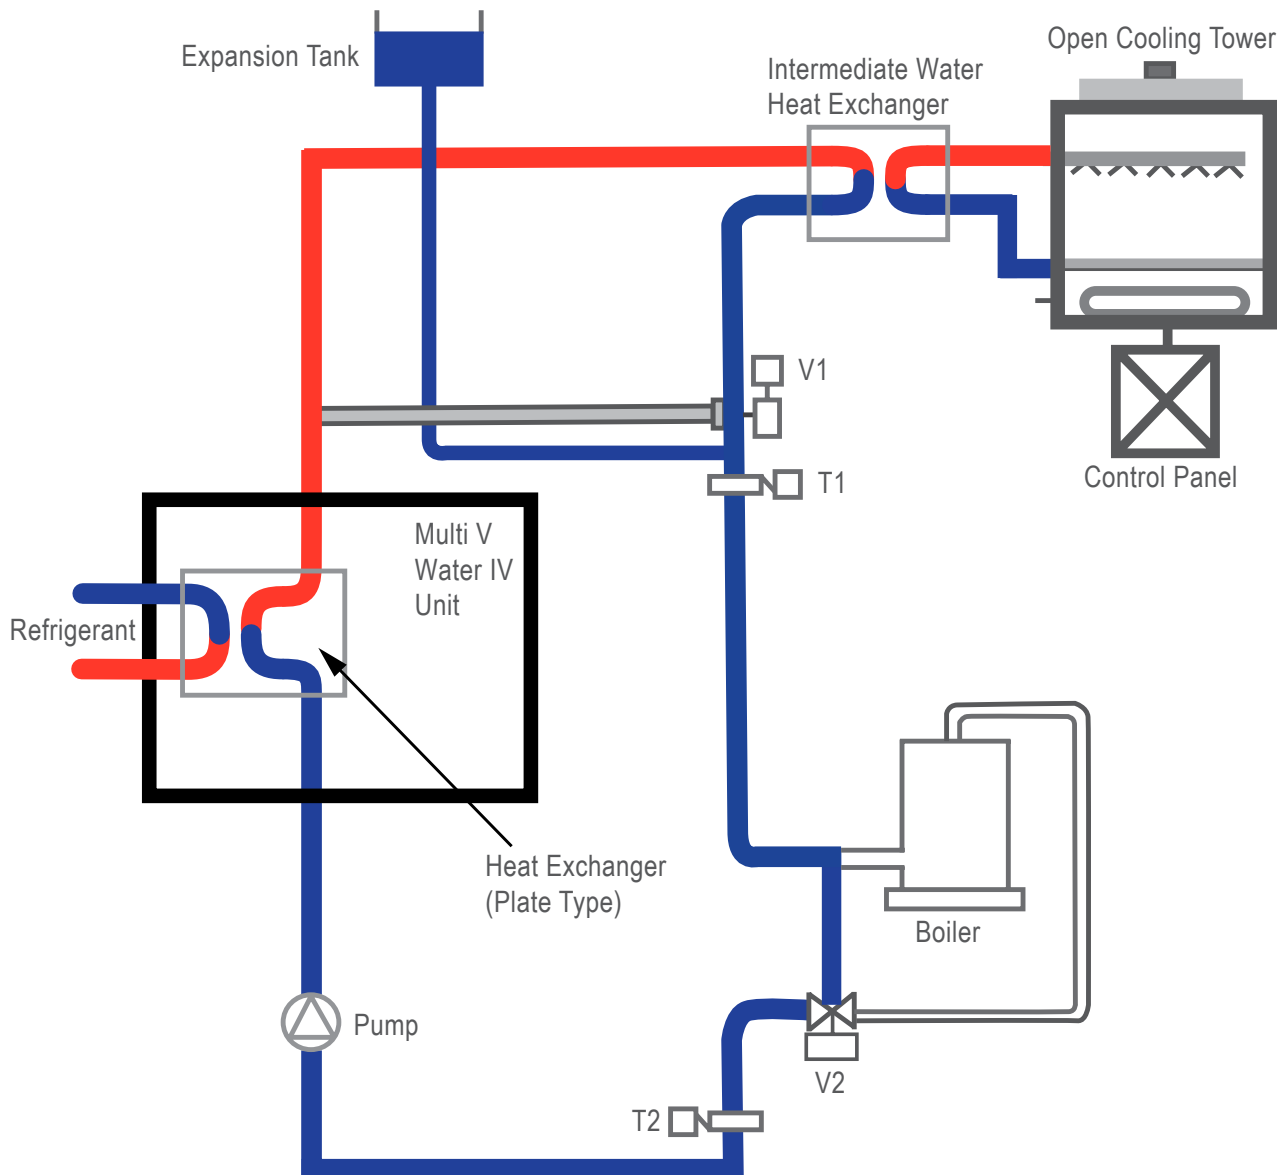 Open Cooling Tower
Expansion Tank
Intermediate Water
Heat Exchanger
V1
T1
Control Panel
Multi V
Water IV
Unit
Refrigerant
Heat Exchanger
(Plate Type)
Boiler
Pump
V2
T2